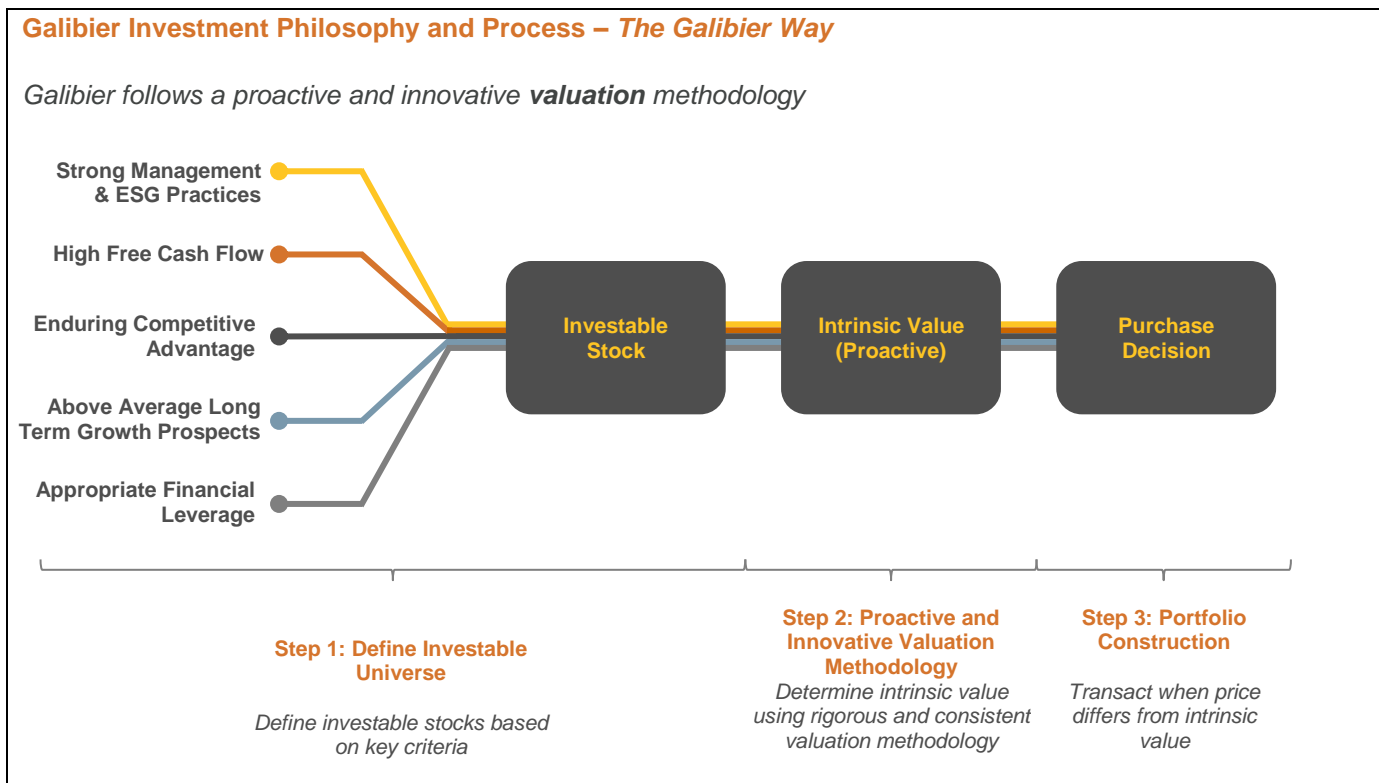 Galibier Investment Philosophy and Process – The Galibier Way
Galibier follows a proactive and innovative valuation methodology
Strong Management
& ESG Practices
High Free Cash Flow
Enduring Competitive
Advantage
Above Average Long
Term Growth Prospects
Appropriate Financial
Leverage
Investable
Stock
Intrinsic Value
(Proactive)
Purchase
Decision
Step 1: Define Investable
Universe
Define investable stocks based
on key criteria
Step 2: Proactive and
Innovative Valuation
Methodology
Determine intrinsic value
using rigorous and consistent
valuation methodology
Step 3: Portfolio
Construction
Transact when price
differs from intrinsic
value